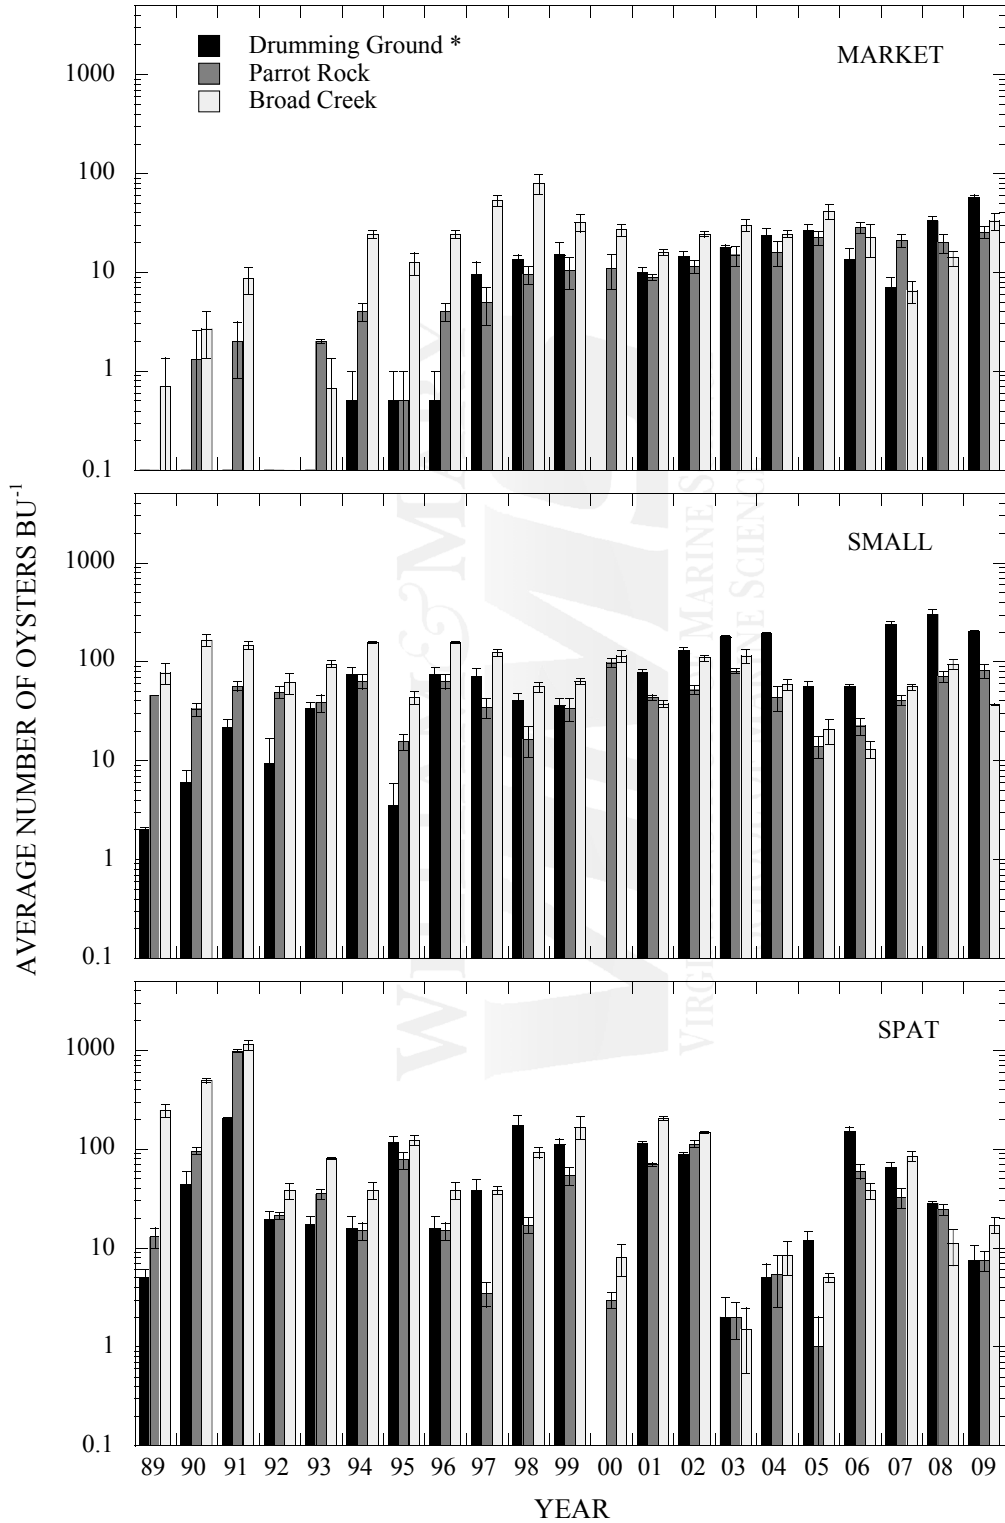 Drumming Ground *
Parrot Rock
Broad Creek
MARKET
1000
100
10
1
0.1
SMALL
1000
100
10
1
0.1
SPAT
1000
100
10
1
0.1
AVERAGE NUMBER OF OYSTERS BU-1
89 90 91 92 93 94 95 96 97 98 99 00 01 02 03 04 05 06 07 08 09
YEAR
WILLIAM & MARY